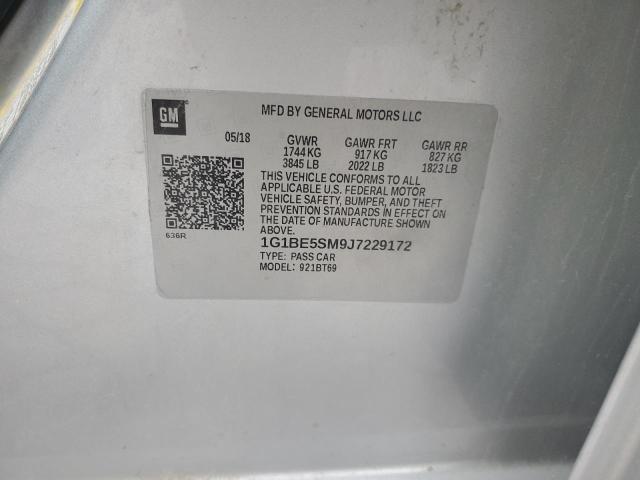 GM
MFD BY GENERAL MOTORS LLC
05/18 GVWR GAWR FRT GAWR RR
1744 KG 917 KG 827 KG
3845 LB 2022 LB 1823 LB
THIS VEHICLE CONFORMS TO ALL
APPLICABLE U.S. FEDERAL MOTOR
VEHICLE SAFETY, BUMPER, AND THEFT
PREVENTION STANDARDS IN EFFECT ON
THE DATE OF MANUFACTURE SHOWN
ABOVE.
636R
1G1BE5SM9J7229172
TYPE: PASS CAR
MODEL: 921BT69